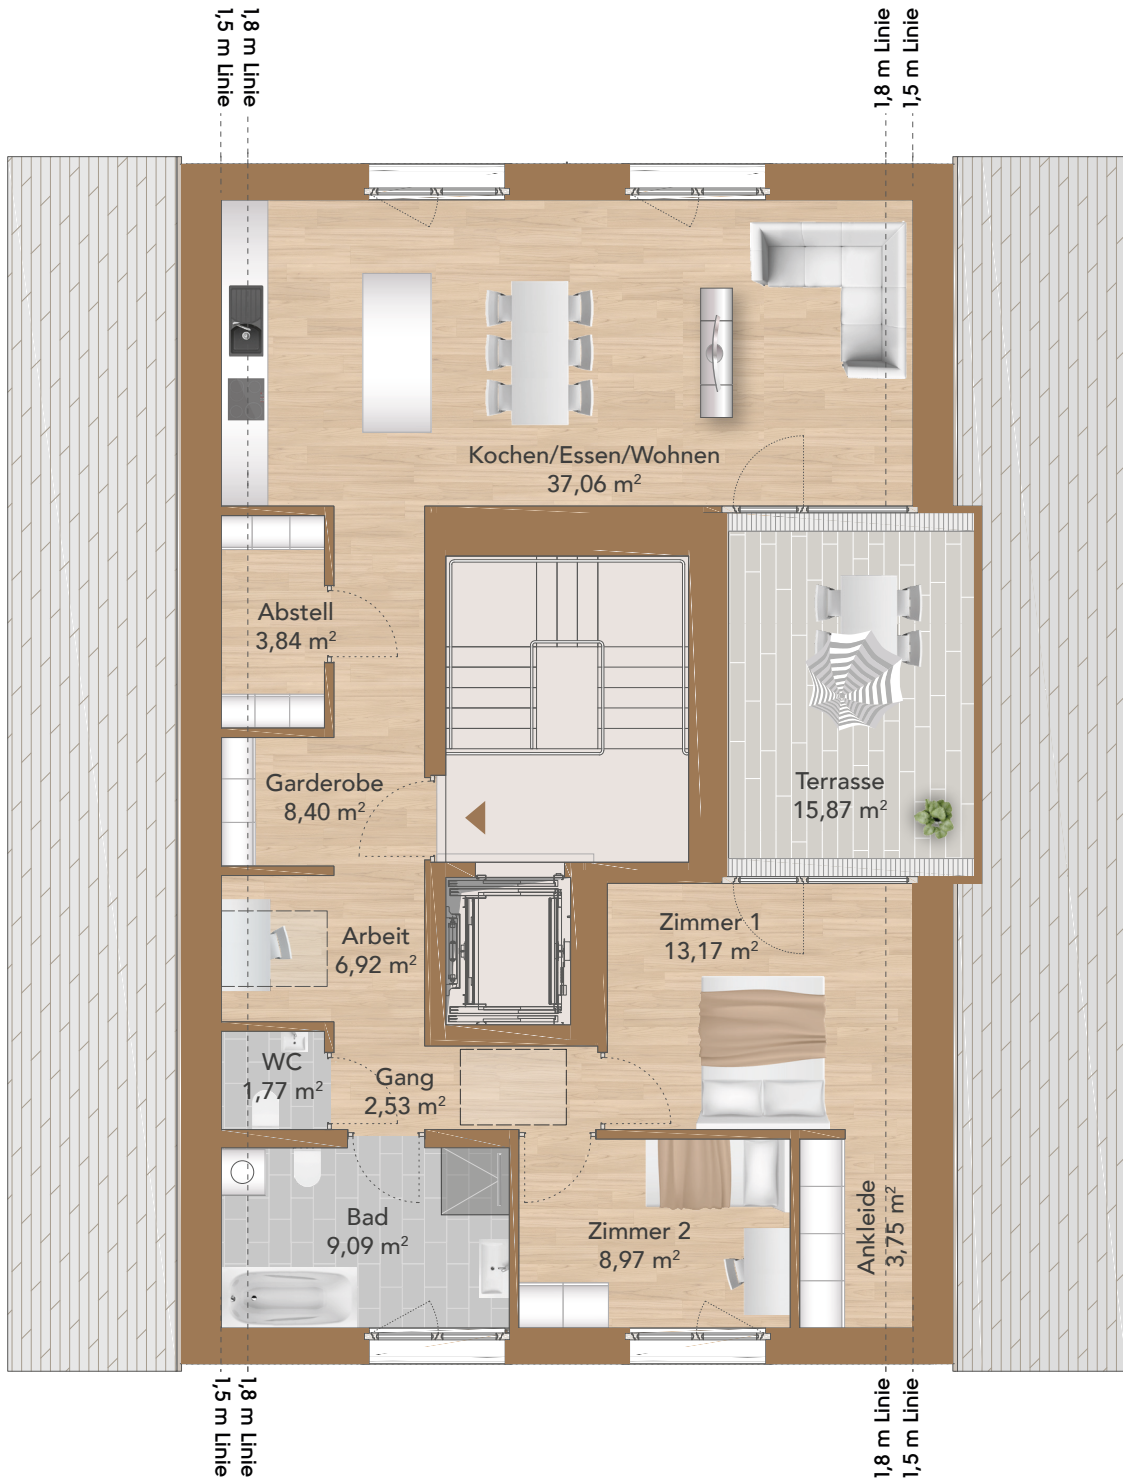 1,5 m Linie
1,8 m Linie
1,8 m Linie
1,5 m Linie
Kochen/Essen/Wohnen
37,06 m²
Abstell
3,84 m²
Garderobe
8,40 m²
Terrasse
15,87 m²
Arbeit
6,92 m²
Zimmer 1
13,17 m²
WC
1,77 m²
Gang
2,53 m²
Bad
9,09 m²
Zimmer 2
8,97 m²
Ankleide
3,75 m²
1,5 m Linie
1,8 m Linie
1,8 m Linie
1,5 m Linie